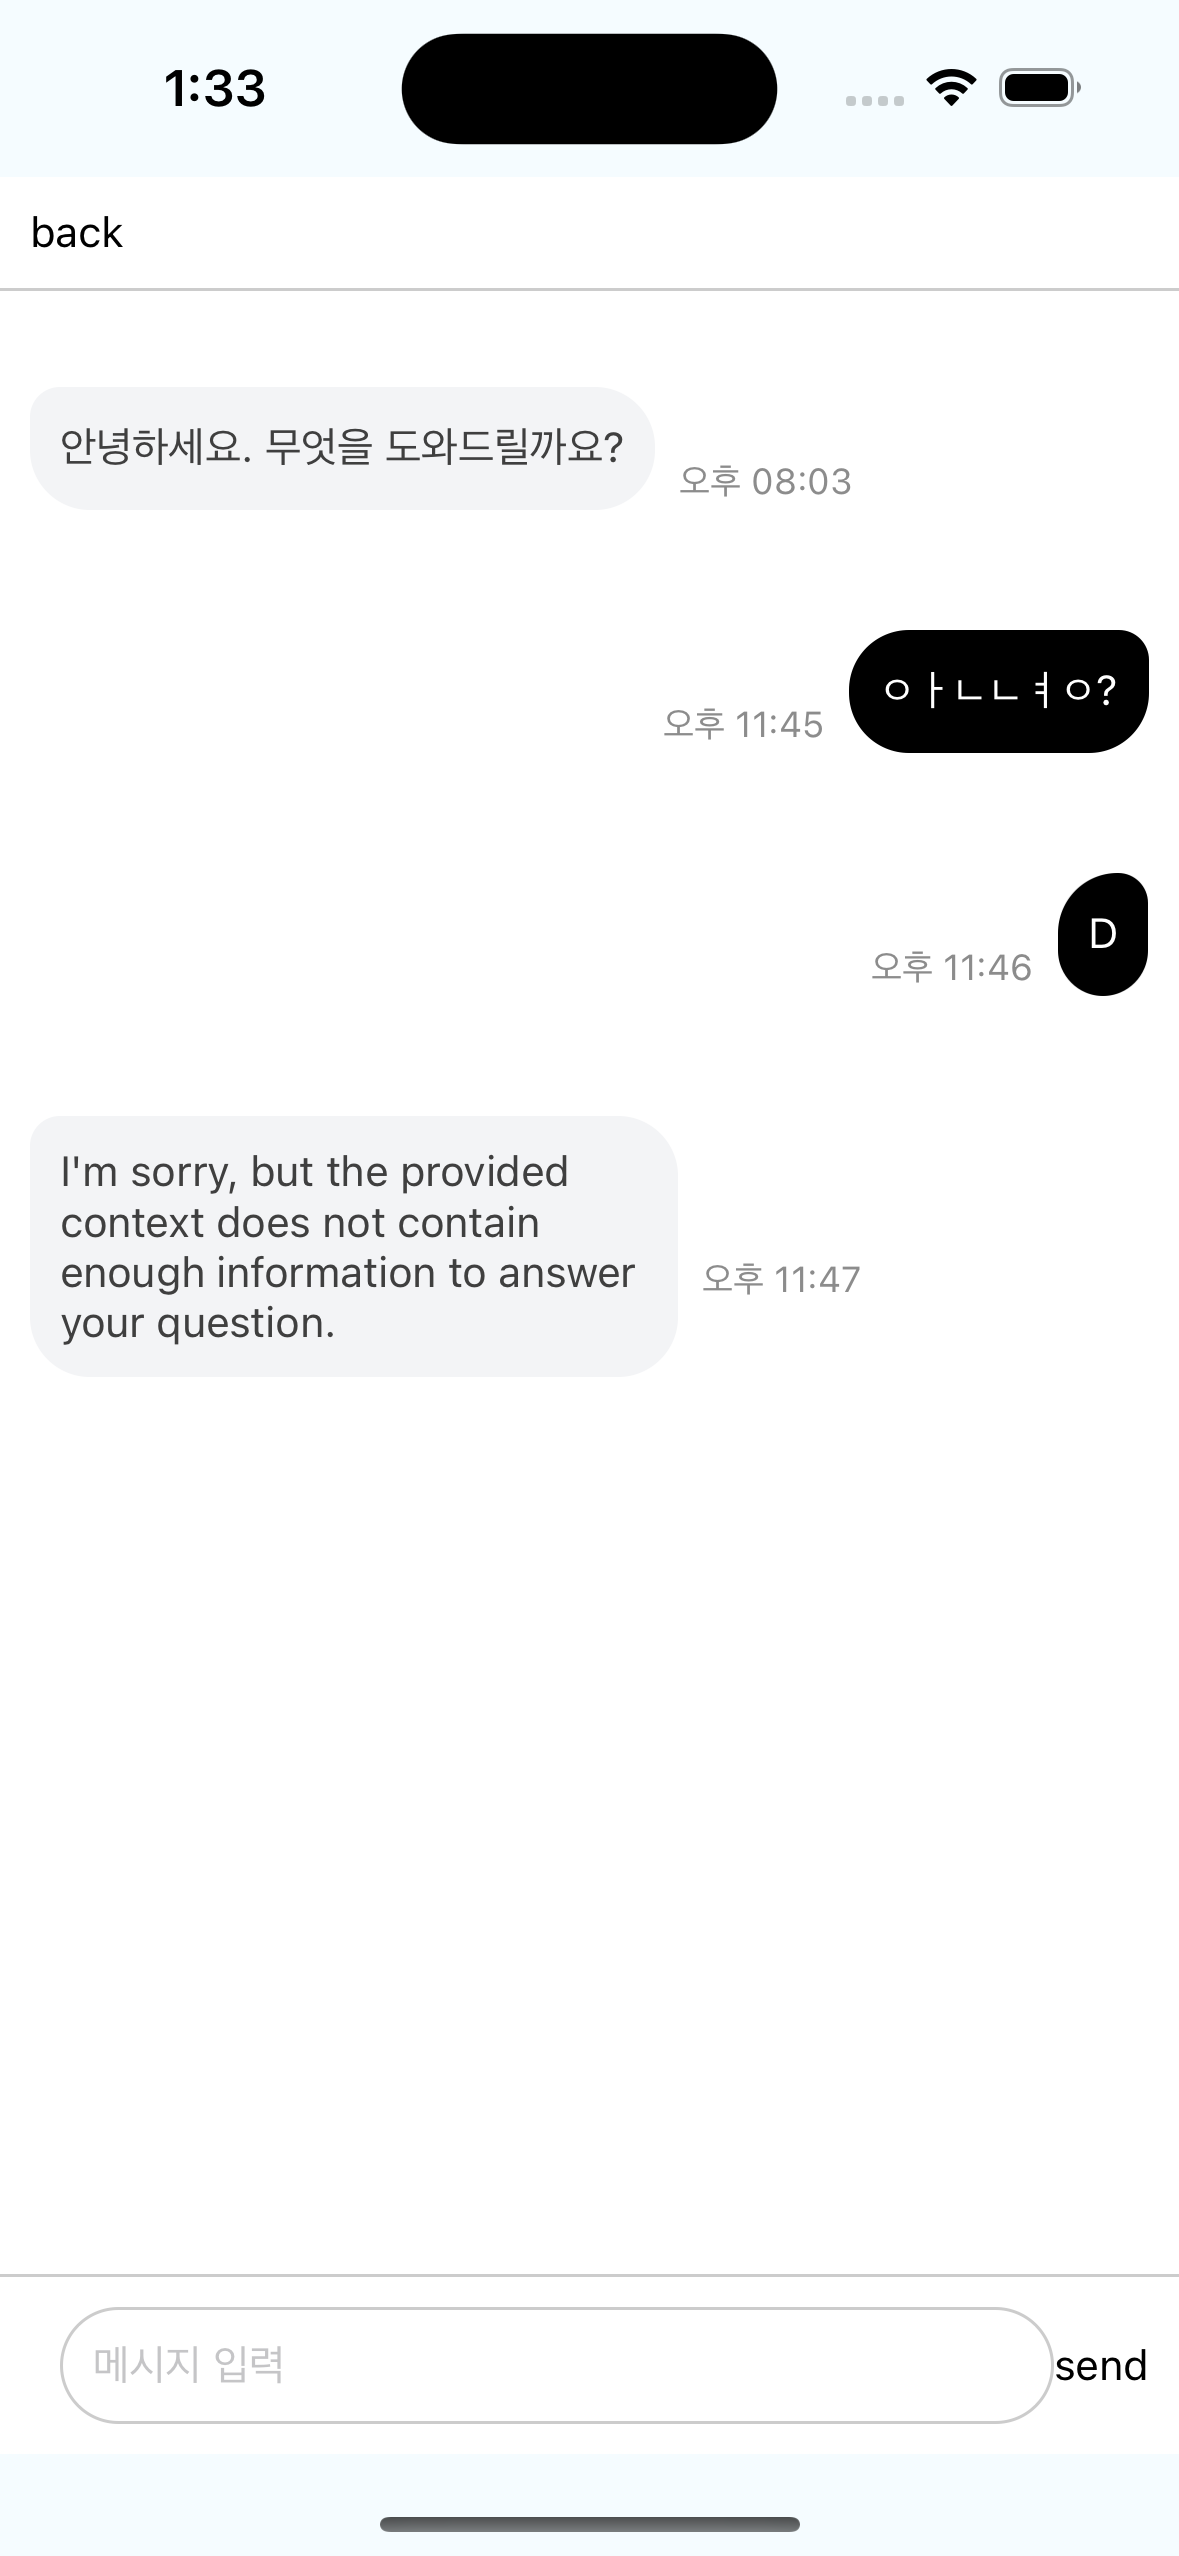 1:33
back
안녕하세요. 무엇을 도와드릴까요?
오후 08:03
ㅇㅏㄴㄴㅕㅇ?
오후 11:45
D
오후 11:46
I'm sorry, but the provided
context does not contain
enough information to answer
your question.
오후 11:47
메시지 입력
send